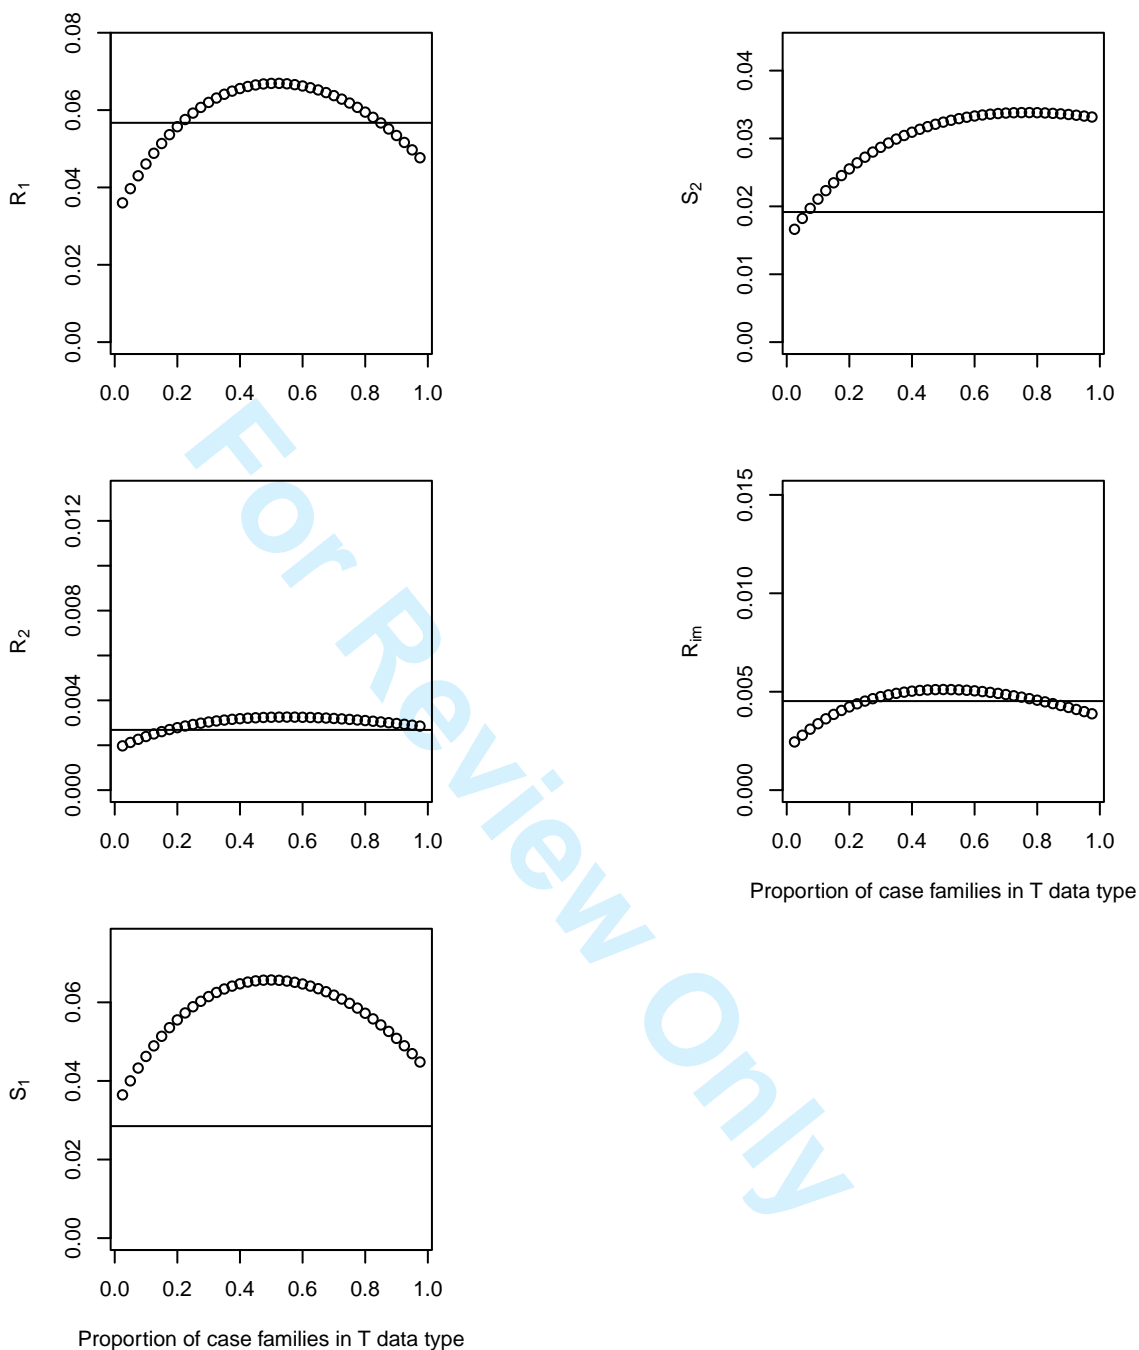 R1
0.00 0.02 0.04 0.06 0.08
0.0 0.2 0.4 0.6 0.8 1.0
S2
0.00 0.01 0.02 0.03 0.04
0.0 0.2 0.4 0.6 0.8 1.0
R2
0.000 0.004 0.008 0.012
0.0 0.2 0.4 0.6 0.8 1.0
Rim
0.000 0.005 0.010 0.015
0.0 0.2 0.4 0.6 0.8 1.0
Proportion of case families in T data type
S1
0.00 0.02 0.04 0.06
0.0 0.2 0.4 0.6 0.8 1.0
Proportion of case families in T data type
For Review Only